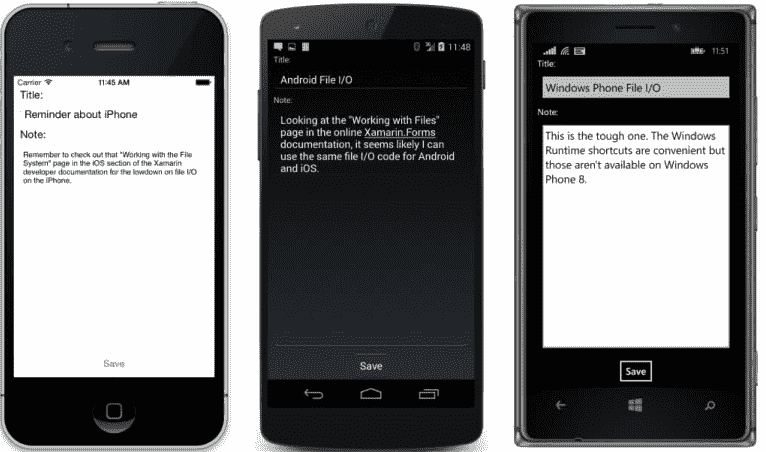 Carrier 11:45 AM
Title:
Reminder about iPhone
Note:
Remember to check out that "Working with the File
System" page in the iOS section of the Xamarin
developer documentation for the lowdown on file I/O
on the iPhone.
Save
11:48
Title:
Android File I/O
Note:
Looking at the "Working with Files"
page in the online Xamarin.Forms
documentation, it seems likely I can
use the same file I/O code for Android
and iOS.
Save
11:51
Title:
Windows Phone File I/O
Note:
This is the tough one. The Windows
Runtime shortcuts are convenient but
those aren't available on Windows
Phone 8.
Save